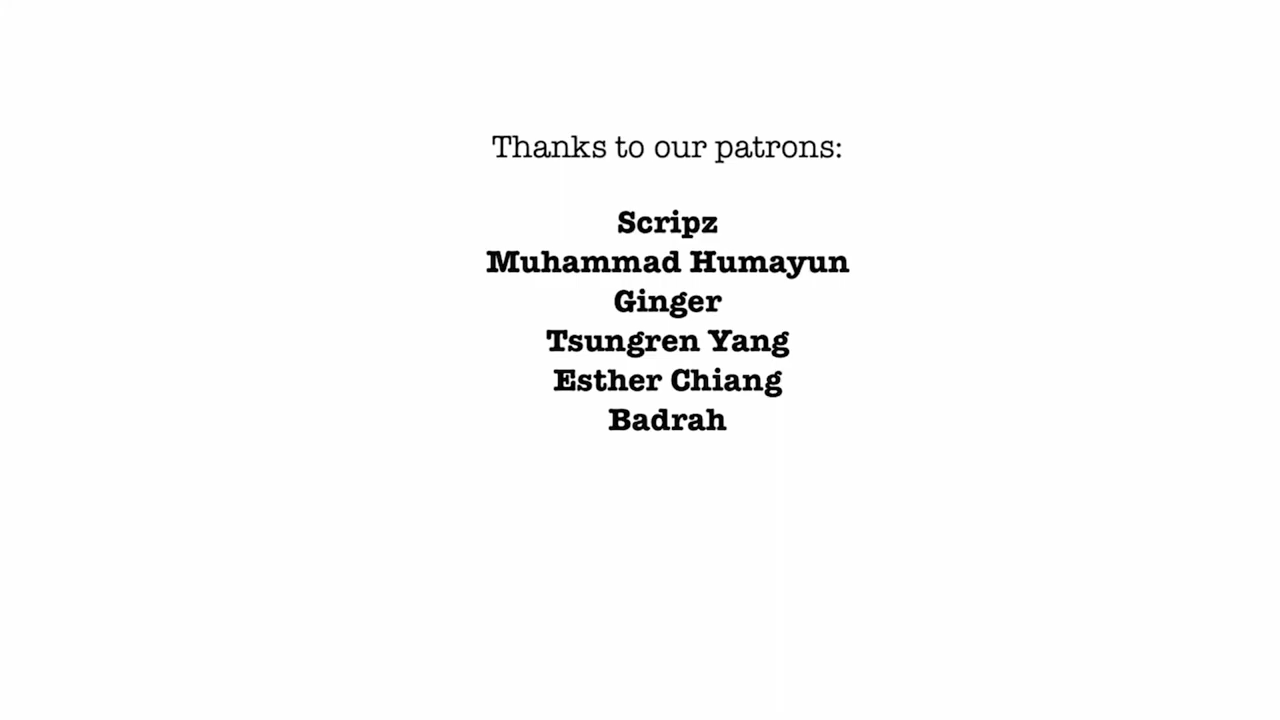 Thanks to our patrons:
Scripz
Muhammad Humayun
Ginger
Tsungren Yang
Esther Chiang
Badrah